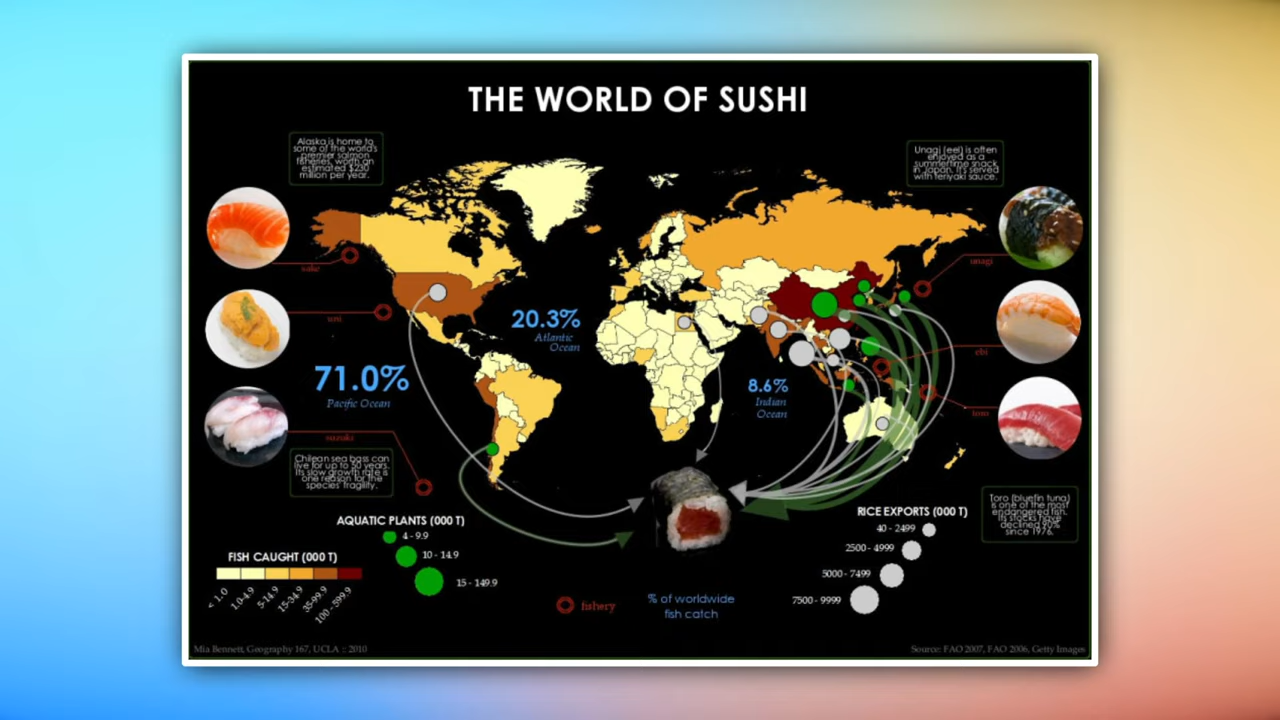 THE WORLD OF SUSHI
Alaska is home to
some of the world's
premier salmon
fisheries, worth an
estimated $230
million per year.
Unagi (eel) is often
enjoyed as a
summertime snack
in Japan. It's served
with teriyaki sauce.
sake
unagi
uni
ebi
toro
suzuki
20.3%
Atlantic
Ocean
71.0%
Pacific Ocean
8.6%
Indian
Ocean
Chilean sea bass can
live for up to 50 years.
Its slow growth rate is
one reason for the
species' fragility.
Toro (bluefin tuna)
is one of the most
endangered fish.
Its stocks have
declined 90%
since 1976.
AQUATIC PLANTS (000 T)
4 - 9.9
10 - 14.9
15 - 149.9
RICE EXPORTS (000 T)
40 - 2499
2500 - 4999
5000 - 7499
7500 - 9999
FISH CAUGHT (000 T)
< 1.0
1.0-4.9
5-14.9
15-34.9
35-99.9
100 - 599.9
fishery
% of worldwide
fish catch
Mia Bennett, Geography 167, UCLA :: 2010
Source: FAO 2007, FAO 2006, Getty Images